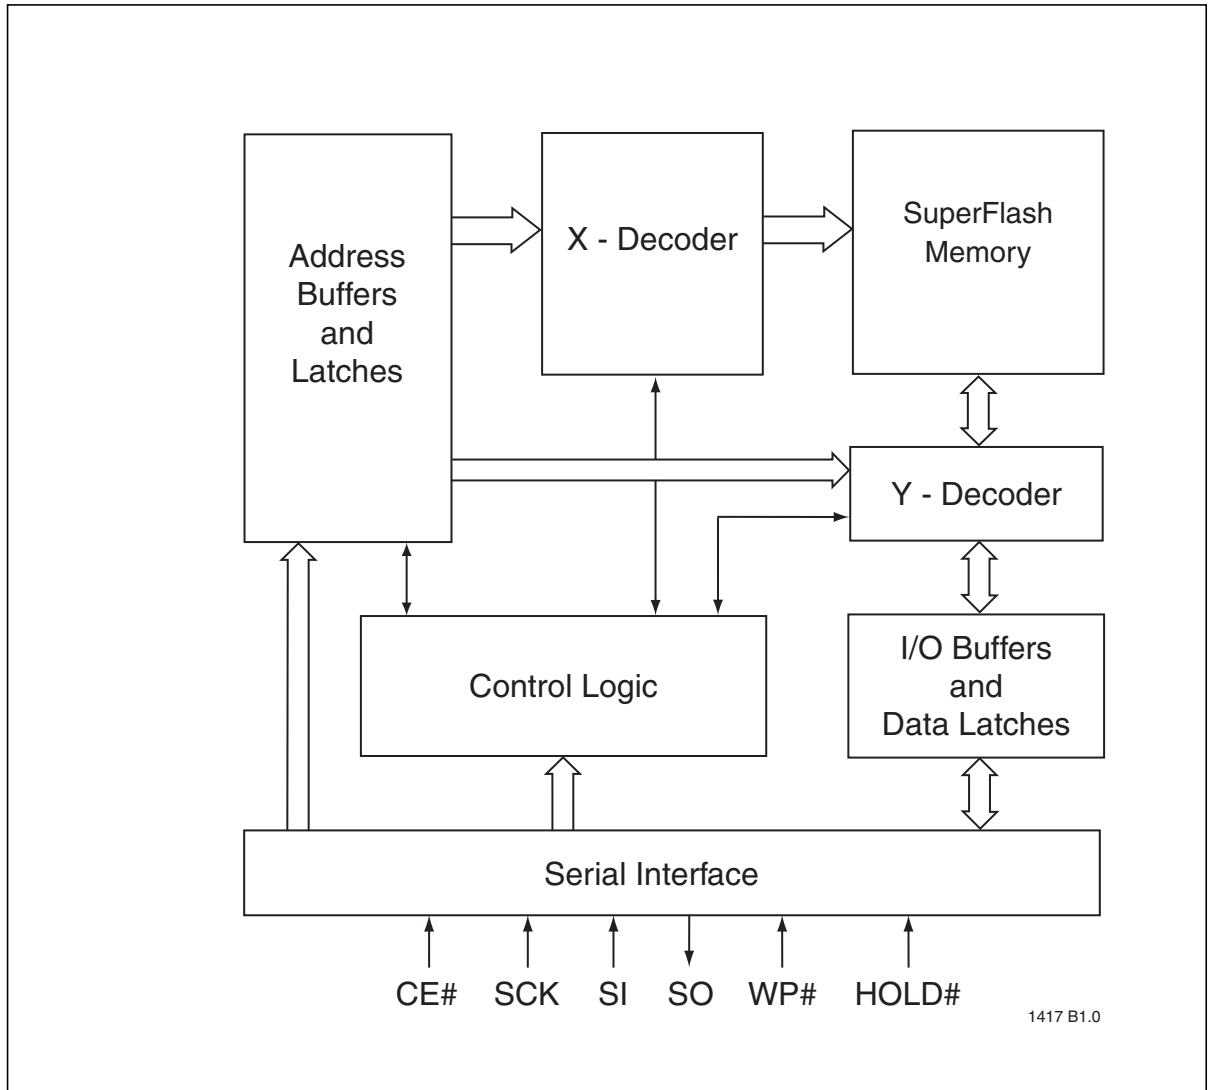 Address
Buffers
and
Latches
X - Decoder
SuperFlash
Memory
Y - Decoder
Control Logic
I/O Buffers
and
Data Latches
Serial Interface
CE# SCK SI SO WP# HOLD#
1417 B1.0